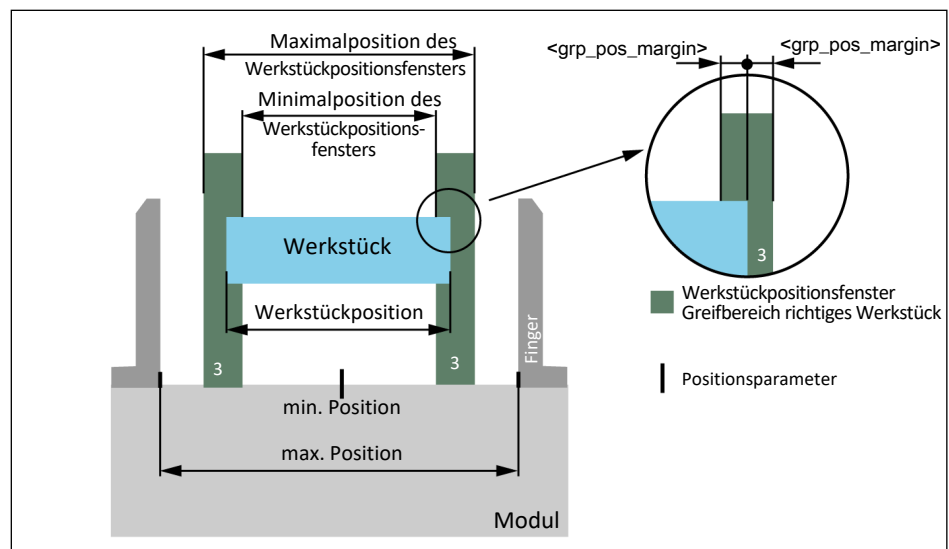 Maximalposition des
Werkstückpositionsfensters
Minimalposition des
Werkstückpositions-
fensters
Werkstück
Werkstückposition
3
3
Finger
min. Position
max. Position
Modul
<grp_pos_margin>
<grp_pos_margin>
3
Werkstückpositionsfenster
Greifbereich richtiges Werkstück
Positionsparameter